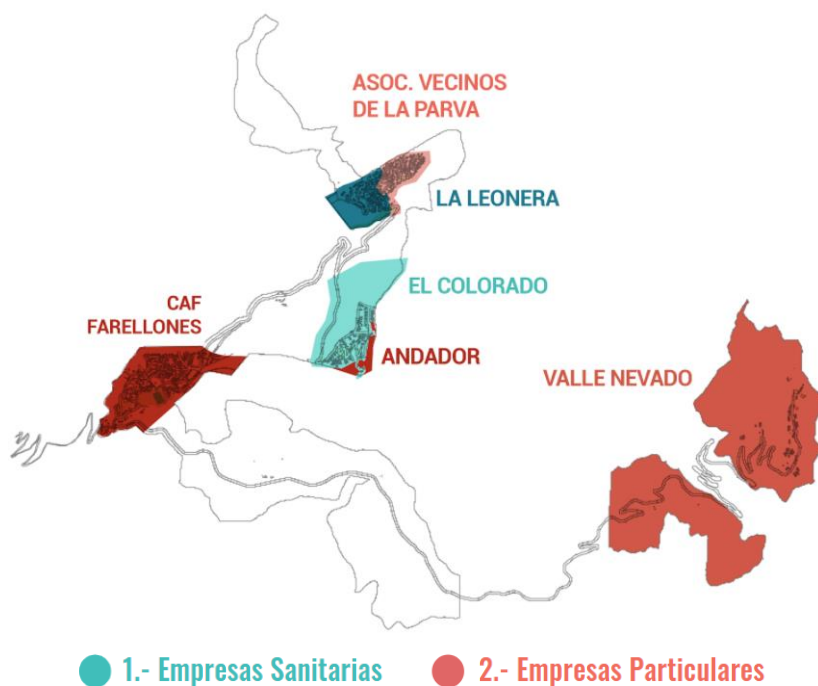 ASOC. VECINOS
DE LA PARVA
LA LEONERA
EL COLORADO
CAF
FARELLONES
ANDADOR
VALLE NEVADO
1.- Empresas Sanitarias
2.- Empresas Particulares